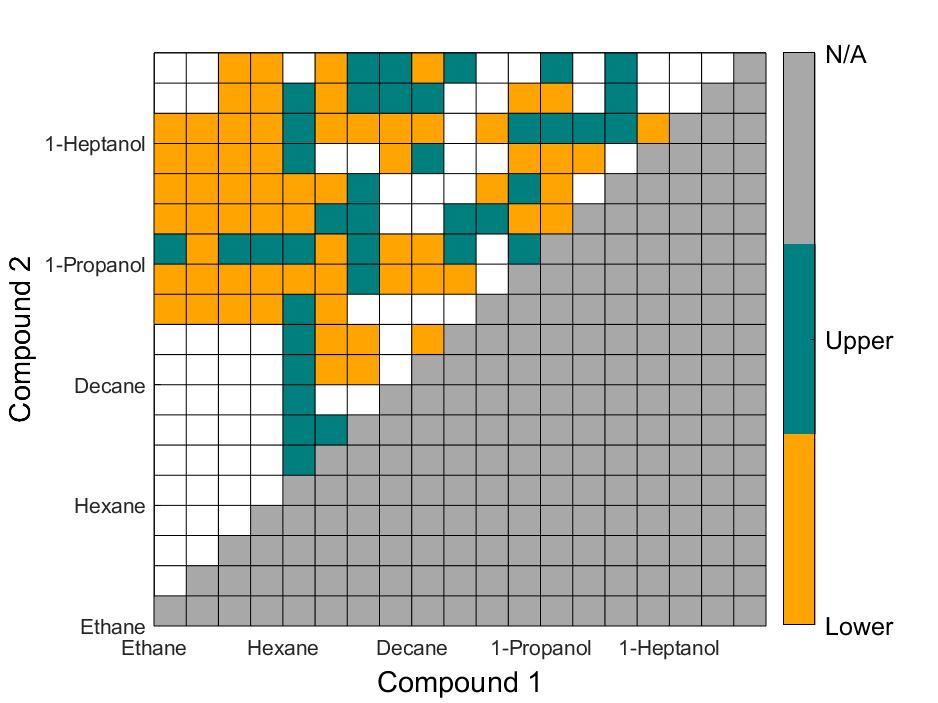 N/A
1-Heptanol
1-Propanol
Upper
Decane
Hexane
Ethane
Lower
Compound 2
Ethane Hexane Decane 1-Propanol 1-Heptanol
Compound 1